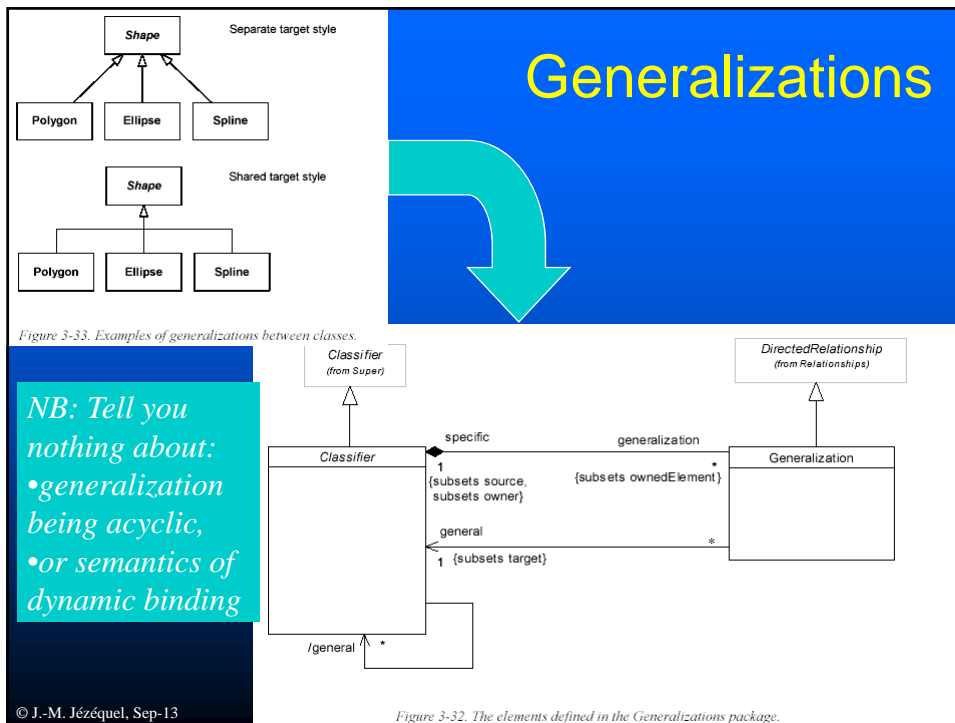 Generalizations
Shape
Separate target style
Polygon
Ellipse
Spline
Shape
Shared target style
Polygon
Ellipse
Spline
Figure 3-33. Examples of generalizations between classes.
NB: Tell you
nothing about:
•generalization
being acyclic,
•or semantics of
dynamic binding
Classifier
(from Super)
DirectedRelationship
(from Relationships)
Classifier
specific
1
{subsets source,
subsets owner}
generalization
*
{subsets ownedElement}
Generalization
general
1 {subsets target}
*
/general
*
© J.-M. Jézéquel, Sep-13
Figure 3-32. The elements defined in the Generalizations package.